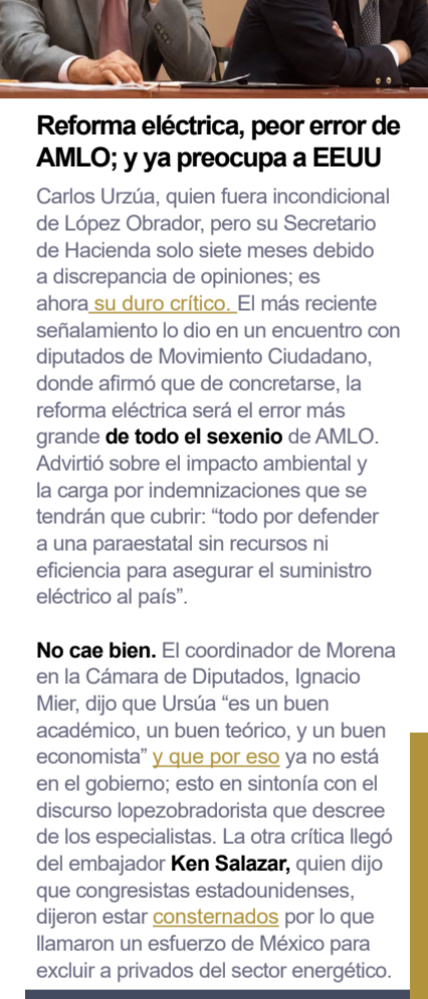 Reforma eléctrica, peor error de
AMLO; y ya preocupa a EEUU
Carlos Urzúa, quien fuera incondicional
de López Obrador, pero su Secretario
de Hacienda solo siete meses debido
a discrepancia de opiniones; es
ahora su duro crítico. El más reciente
señalamiento lo dio en un encuentro con
diputados de Movimiento Ciudadano,
donde afirmó que de concretarse, la
reforma eléctrica será el error más
grande de todo el sexenio de AMLO.
Advirtió sobre el impacto ambiental y
la carga por indemnizaciones que se
tendrán que cubrir: “todo por defender
a una paraestatal sin recursos ni
eficiencia para asegurar el suministro
eléctrico al país”.
No cae bien. El coordinador de Morena
en la Cámara de Diputados, Ignacio
Mier, dijo que Ursúa “es un buen
académico, un buen teórico, y un buen
economista” y que por eso ya no está
en el gobierno; esto en sintonía con el
discurso lopezobradorista que descree
de los especialistas. La otra crítica llegó
del embajador Ken Salazar, quien dijo
que congresistas estadounidenses,
dijeron estar consternados por lo que
llamaron un esfuerzo de México para
excluir a privados del sector energético.